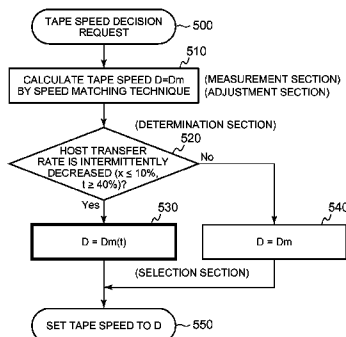 TAPE SPEED DECISION
REQUEST
500
510
CALCULATE TAPE SPEED D=Dm
BY SPEED MATCHING TECHNIQUE
(MEASUREMENT SECTION)
(ADJUSTMENT SECTION)
(DETERMINATION SECTION)
520
HOST TRANSFER
RATE IS INTERMITTENTLY
DECREASED (x ≤ 10%,
t ≥ 40%)?
No
Yes
530
D = Dm(t)
540
D = Dm
(SELECTION SECTION)
SET TAPE SPEED TO D
550